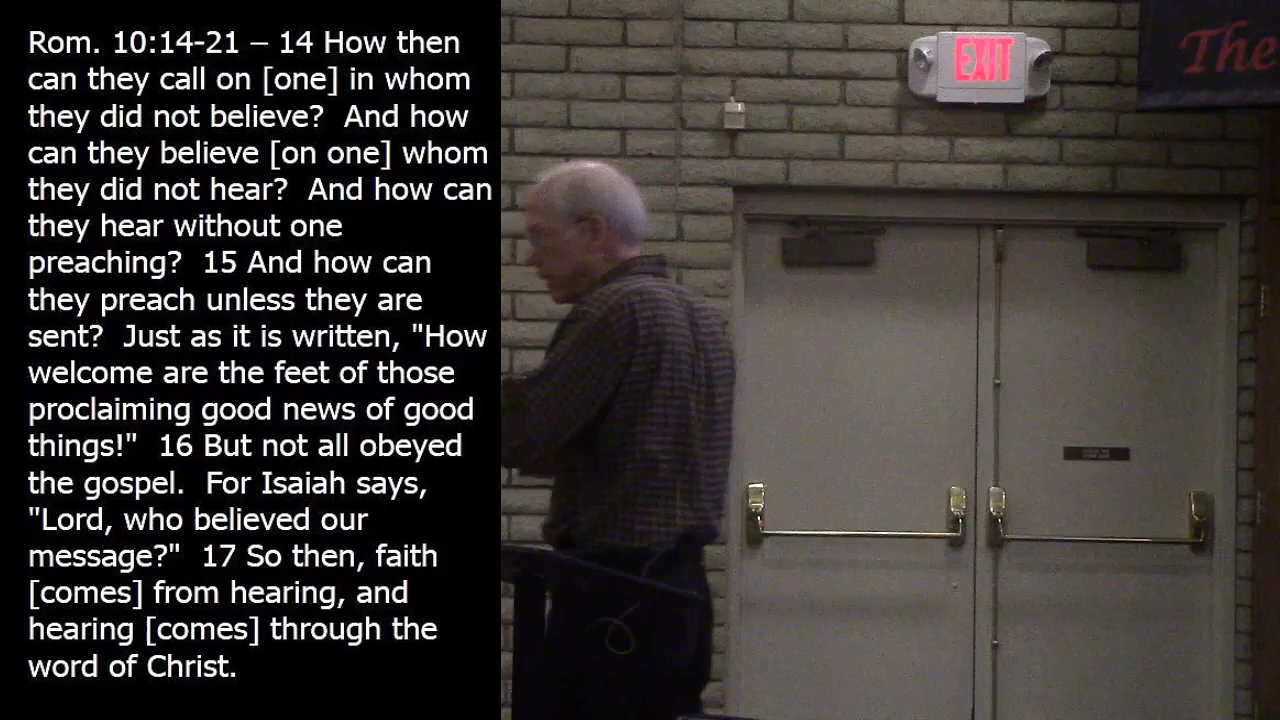 Rom. 10:14-21 – 14 How then
can they call on [one] in whom
they did not believe?  And how
can they believe [on one] whom
they did not hear?  And how can
they hear without one
preaching?  15 And how can
they preach unless they are
sent?  Just as it is written, "How
welcome are the feet of those
proclaiming good news of good
things!"  16 But not all obeyed
the gospel.  For Isaiah says,
"Lord, who believed our
message?"  17 So then, faith
[comes] from hearing, and
hearing [comes] through the
word of Christ.
EXIT
The